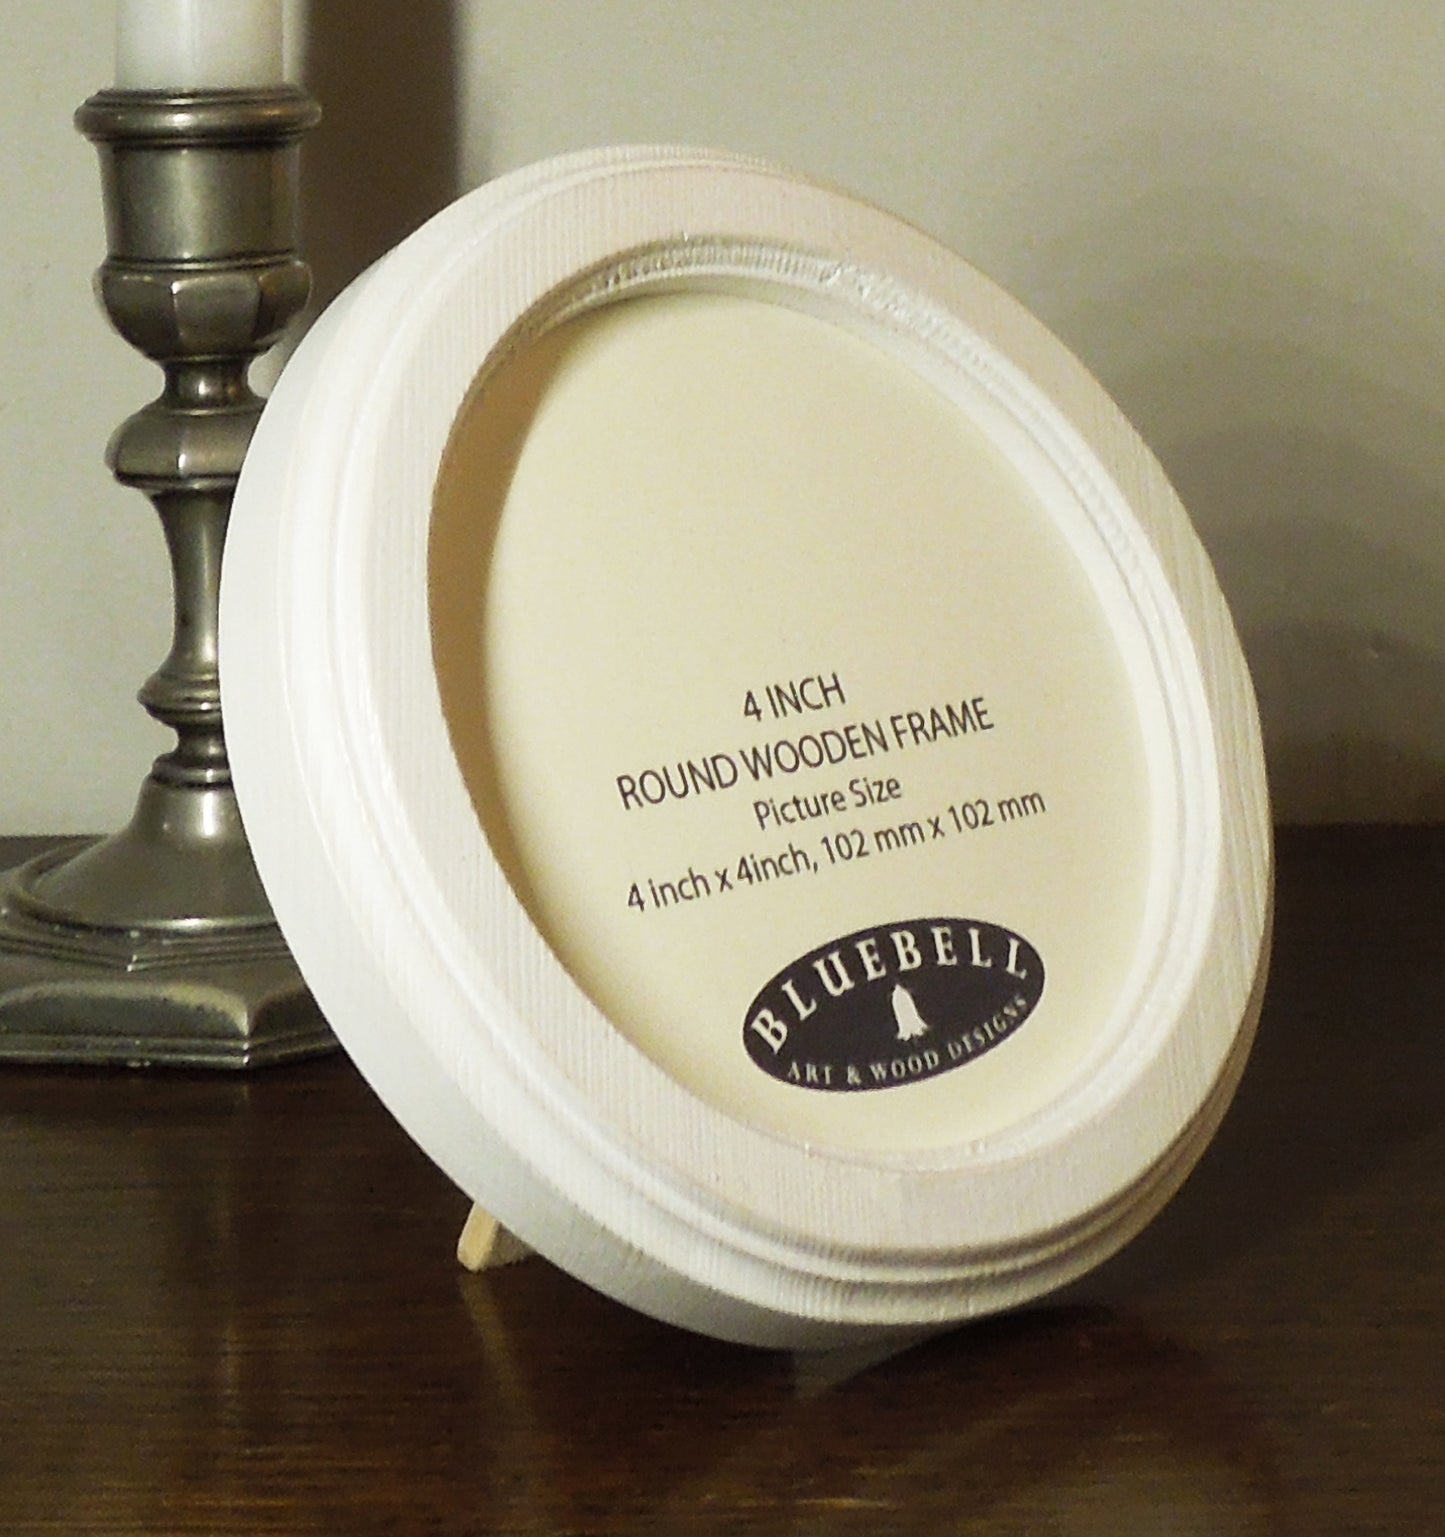 4 INCH
ROUND WOODEN FRAME
Picture Size
4 inch x 4inch, 102 mm x 102 mm
BLUEBELL
ART & WOOD DESIGNS